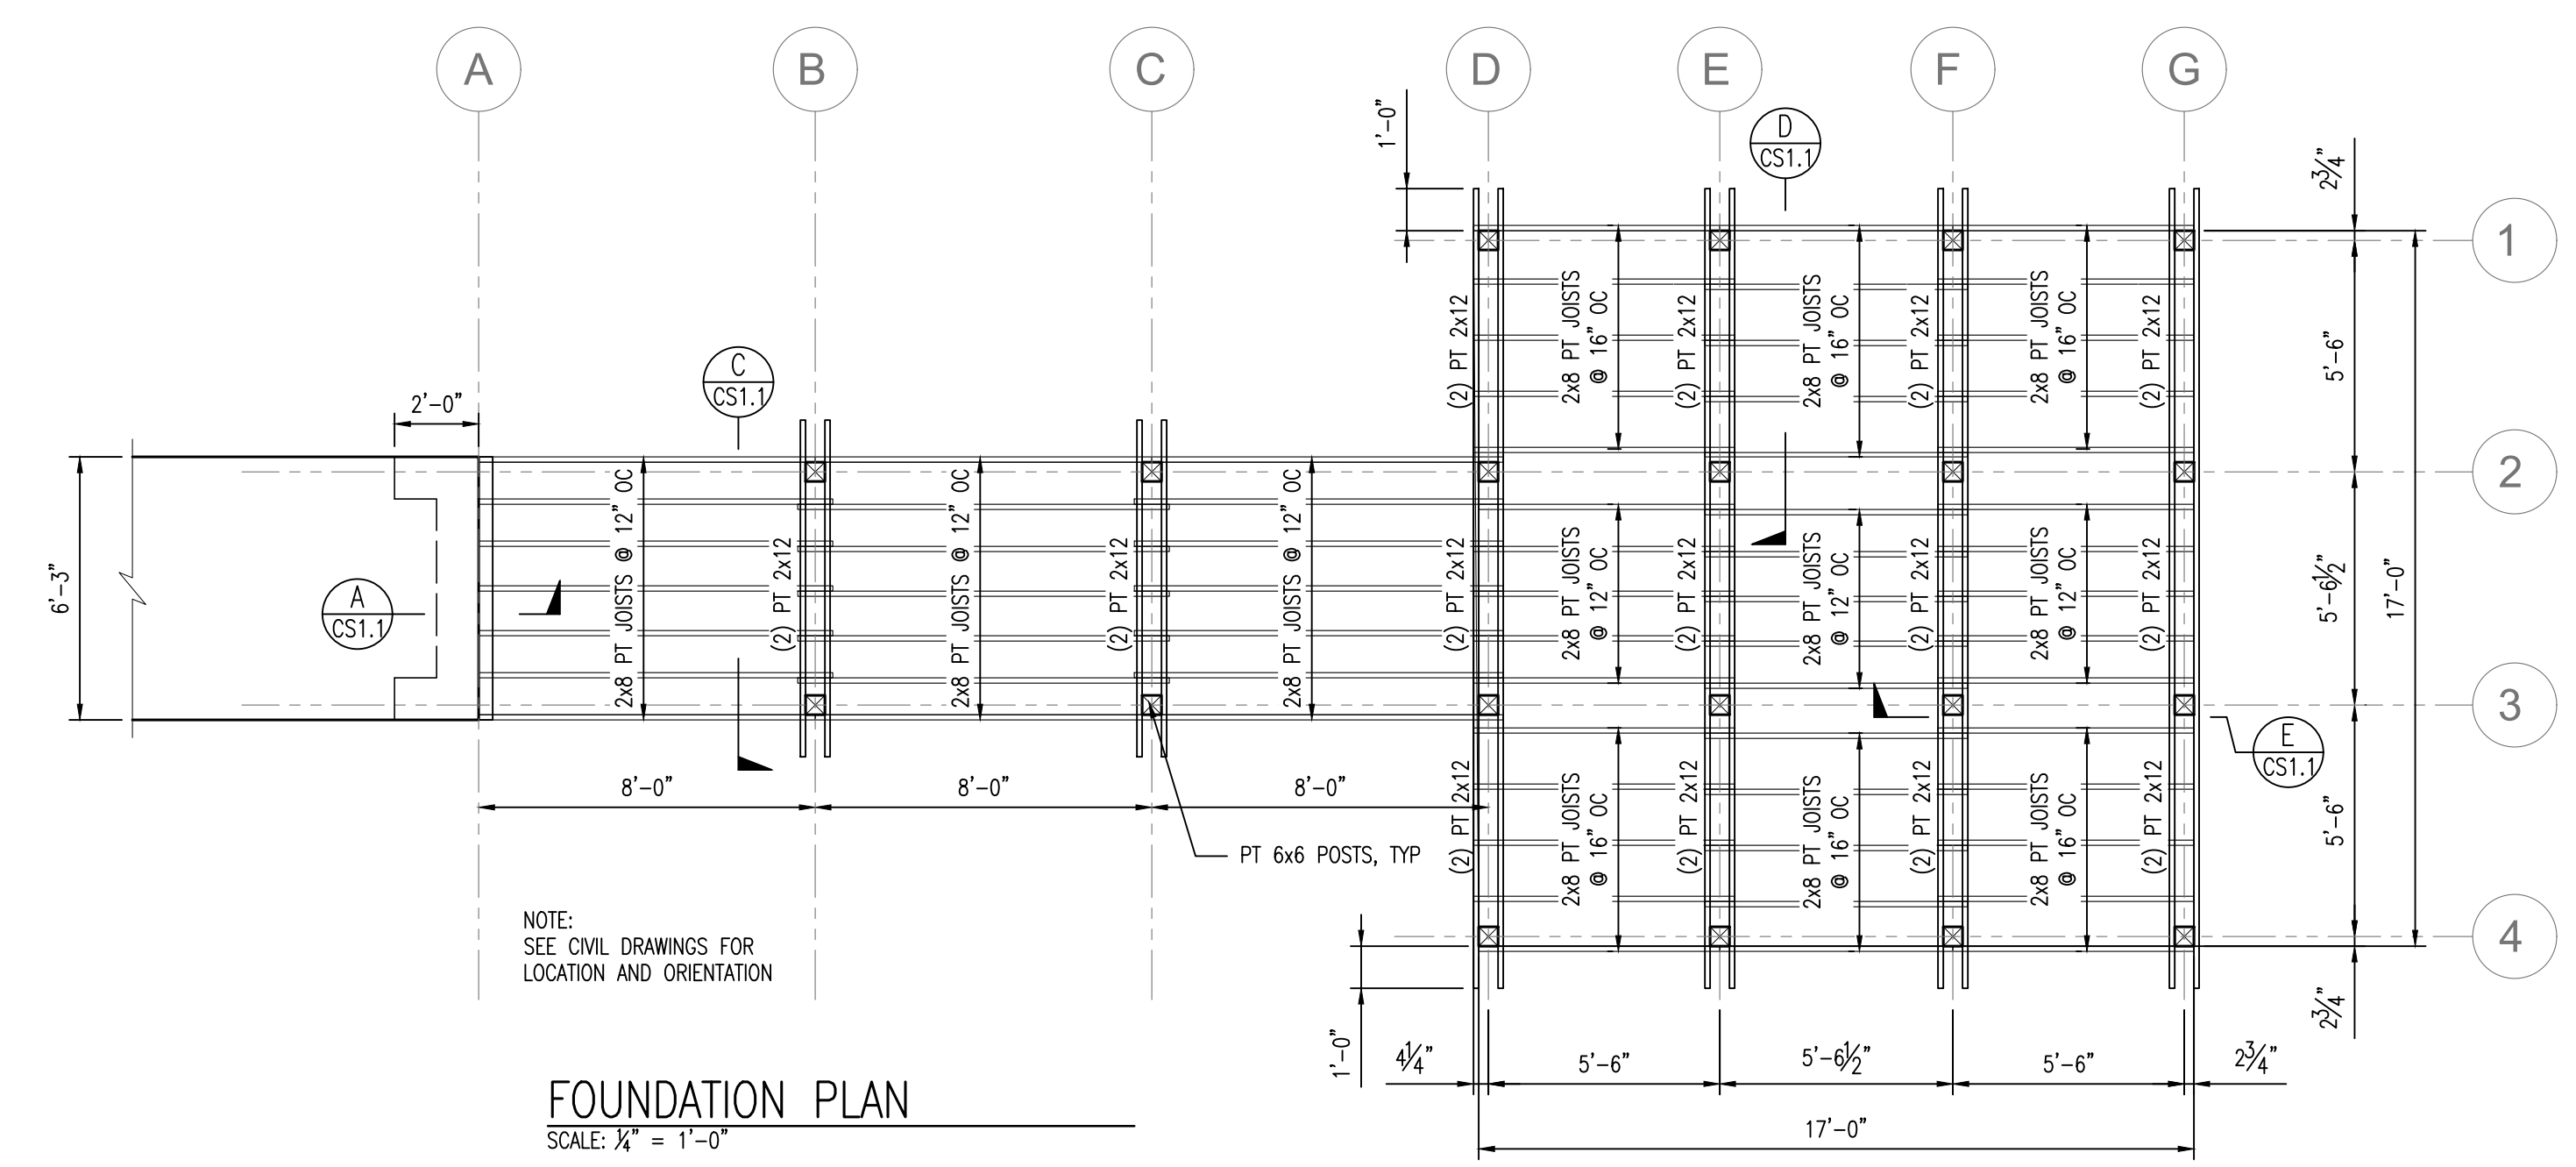 A B C D E F G
1'-0"
D
CS1.1
2¾"
1
C
CS1.1
2'-0"
(2) PT 2x12
2x8 PT JOISTS
@ 16" OC
(2) PT 2x12
2x8 PT JOISTS
@ 16" OC
(2) PT 2x12
2x8 PT JOISTS
@ 16" OC
(2) PT 2x12
5'-6"
2
6'-3"
A
CS1.1
2x8 PT JOISTS @ 12" OC
(2) PT 2x12
2x8 PT JOISTS @ 12" OC
(2) PT 2x12
2x8 PT JOISTS @ 12" OC
(2) PT 2x12
2x8 PT JOISTS
@ 12" OC
(2) PT 2x12
2x8 PT JOISTS
@ 12" OC
(2) PT 2x12
2x8 PT JOISTS
@ 12" OC
(2) PT 2x12
5'-6½"
17'-0"
3
E
CS1.1
8'-0"
8'-0"
8'-0"
PT 6x6 POSTS, TYP
(2) PT 2x12
2x8 PT JOISTS
@ 16" OC
(2) PT 2x12
2x8 PT JOISTS
@ 16" OC
(2) PT 2x12
2x8 PT JOISTS
@ 16" OC
(2) PT 2x12
5'-6"
4
NOTE:
SEE CIVIL DRAWINGS FOR
LOCATION AND ORIENTATION
2¾"
1'-0"
4¼"
5'-6"
5'-6½"
5'-6"
2¾"
17'-0"
FOUNDATION PLAN
SCALE: ¼" = 1'-0"